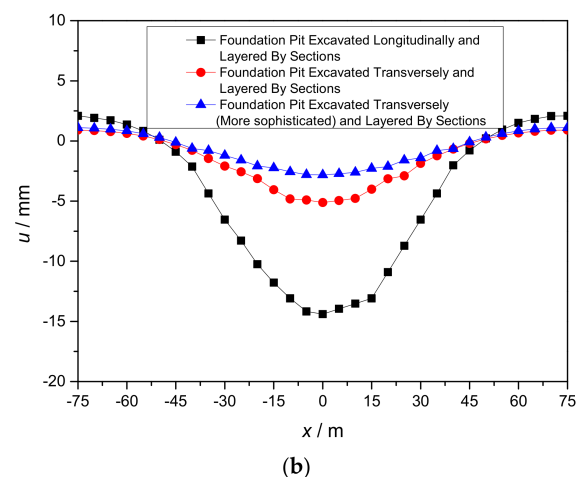 10
5
0
-5
-10
-15
-20
u / mm
Foundation Pit Excavated Longitudinally and
Layered By Sections
Foundation Pit Excavated Transversely and
Layered By Sections
Foundation Pit Excavated Transversely
(More sophisticated) and Layered By Sections
-75 -60 -45 -30 -15 0 15 30 45 60 75
x / m
(b)